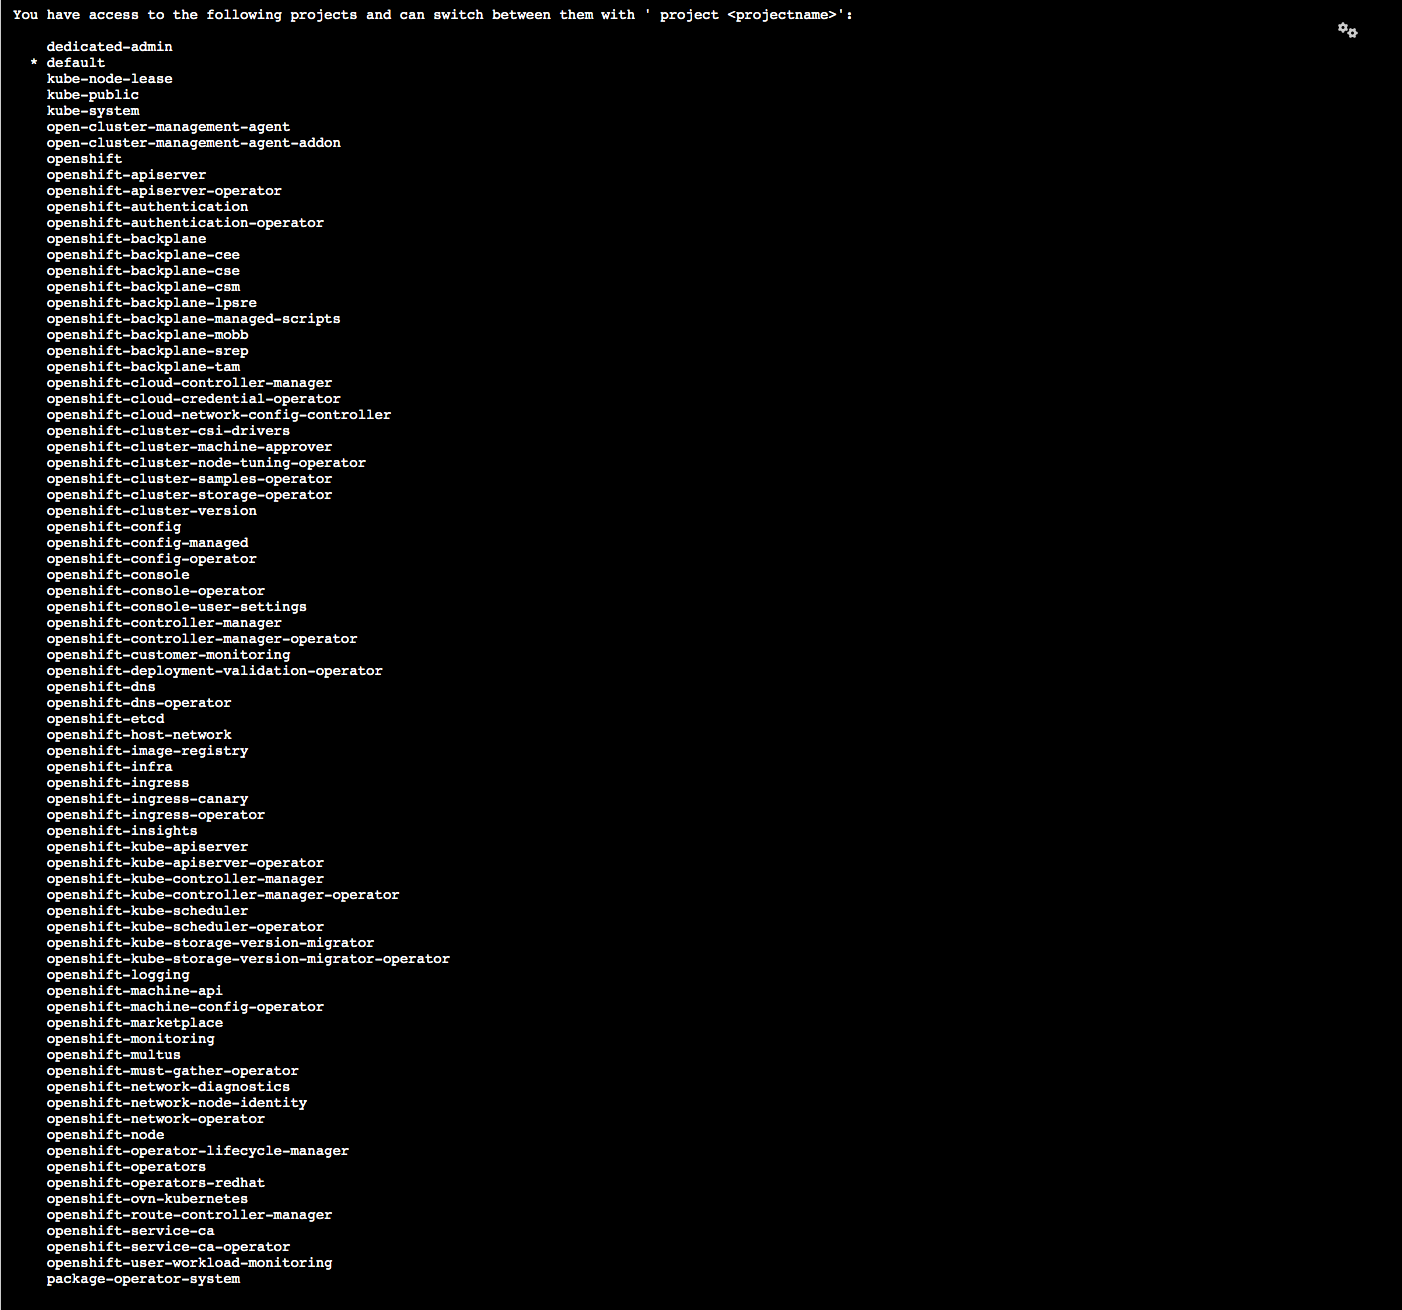 You have access to the following projects and can switch between them with ' project <projectname>':
dedicated-admin
* default
kube-node-lease
kube-public
kube-system
open-cluster-management-agent
open-cluster-management-agent-addon
openshift
openshift-apiserver
openshift-apiserver-operator
openshift-authentication
openshift-authentication-operator
openshift-backplane
openshift-backplane-cee
openshift-backplane-cse
openshift-backplane-csm
openshift-backplane-lpsre
openshift-backplane-managed-scripts
openshift-backplane-mobb
openshift-backplane-srep
openshift-backplane-tam
openshift-cloud-controller-manager
openshift-cloud-credential-operator
openshift-cloud-network-config-controller
openshift-cluster-csi-drivers
openshift-cluster-machine-approver
openshift-cluster-node-tuning-operator
openshift-cluster-samples-operator
openshift-cluster-storage-operator
openshift-cluster-version
openshift-config
openshift-config-managed
openshift-config-operator
openshift-console
openshift-console-operator
openshift-console-user-settings
openshift-controller-manager
openshift-controller-manager-operator
openshift-customer-monitoring
openshift-deployment-validation-operator
openshift-dns
openshift-dns-operator
openshift-etcd
openshift-host-network
openshift-image-registry
openshift-infra
openshift-ingress
openshift-ingress-canary
openshift-ingress-operator
openshift-insights
openshift-kube-apiserver
openshift-kube-apiserver-operator
openshift-kube-controller-manager
openshift-kube-controller-manager-operator
openshift-kube-scheduler
openshift-kube-scheduler-operator
openshift-kube-storage-version-migrator
openshift-kube-storage-version-migrator-operator
openshift-logging
openshift-machine-api
openshift-machine-config-operator
openshift-marketplace
openshift-monitoring
openshift-multus
openshift-must-gather-operator
openshift-network-diagnostics
openshift-network-node-identity
openshift-network-operator
openshift-node
openshift-operator-lifecycle-manager
openshift-operators
openshift-operators-redhat
openshift-ovn-kubernetes
openshift-route-controller-manager
openshift-service-ca
openshift-service-ca-operator
openshift-user-workload-monitoring
package-operator-system